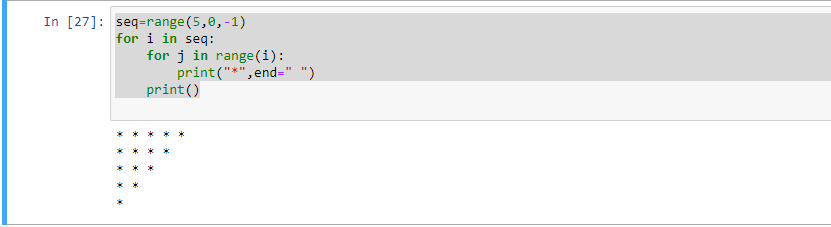 In [27]: seq=range(5,0,-1)
for i in seq:
    for j in range(i):
        print("*",end=" ")
    print()
* * * * *
* * * *
* * *
* *
*